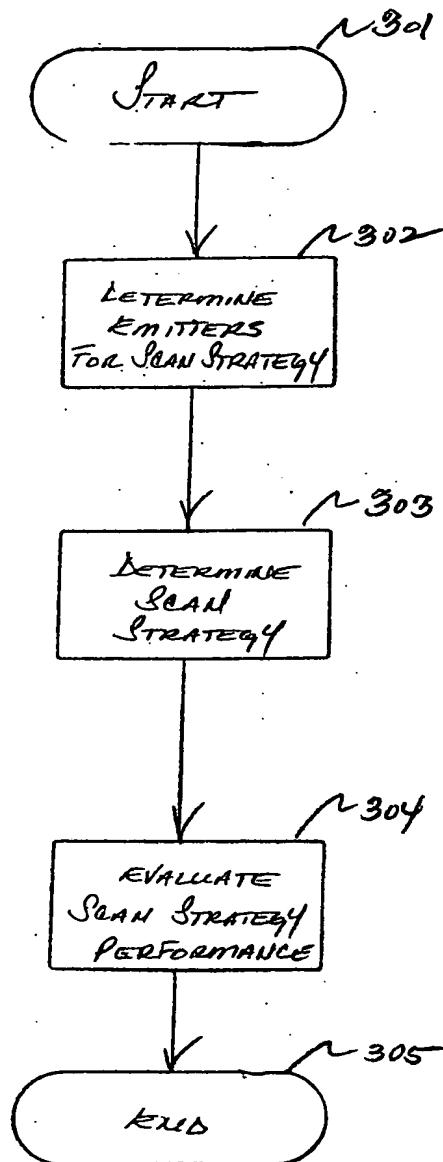 301
START
302
DETERMINE
EMITTERS
FOR SCAN STRATEGY
303
DETERMINE
SCAN
STRATEGY
304
EVALUATE
SCAN STRATEGY
PERFORMANCE
305
END